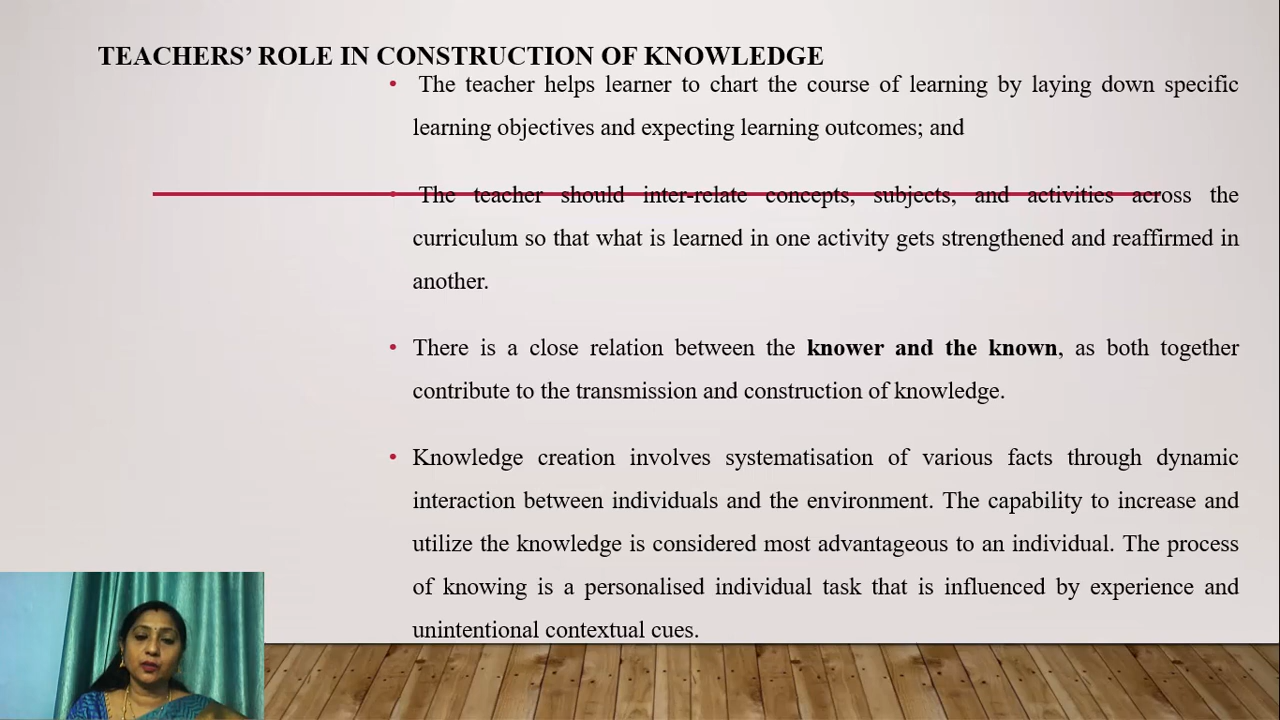 TEACHERS’ ROLE IN CONSTRUCTION OF KNOWLEDGE
• The teacher helps learner to chart the course of learning by laying down specific
learning objectives and expecting learning outcomes; and
• The teacher should inter-relate concepts, subjects, and activities across the
curriculum so that what is learned in one activity gets strengthened and reaffirmed in
another.
• There is a close relation between the knower and the known, as both together
contribute to the transmission and construction of knowledge.
• Knowledge creation involves systematisation of various facts through dynamic
interaction between individuals and the environment. The capability to increase and
utilize the knowledge is considered most advantageous to an individual. The process
of knowing is a personalised individual task that is influenced by experience and
unintentional contextual cues.